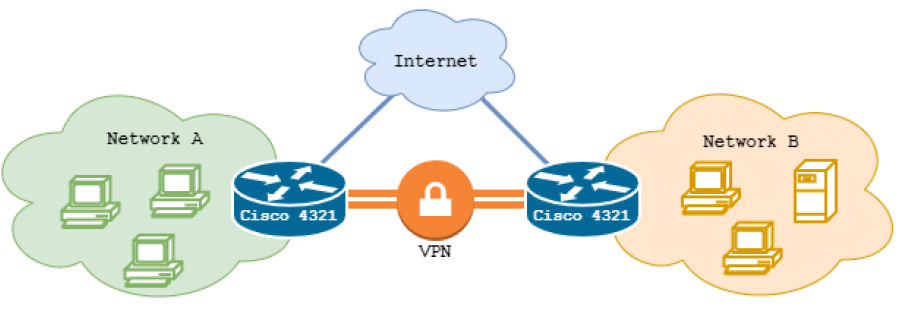 Internet
Network A
Network B
Cisco 4321
Cisco 4321
VPN